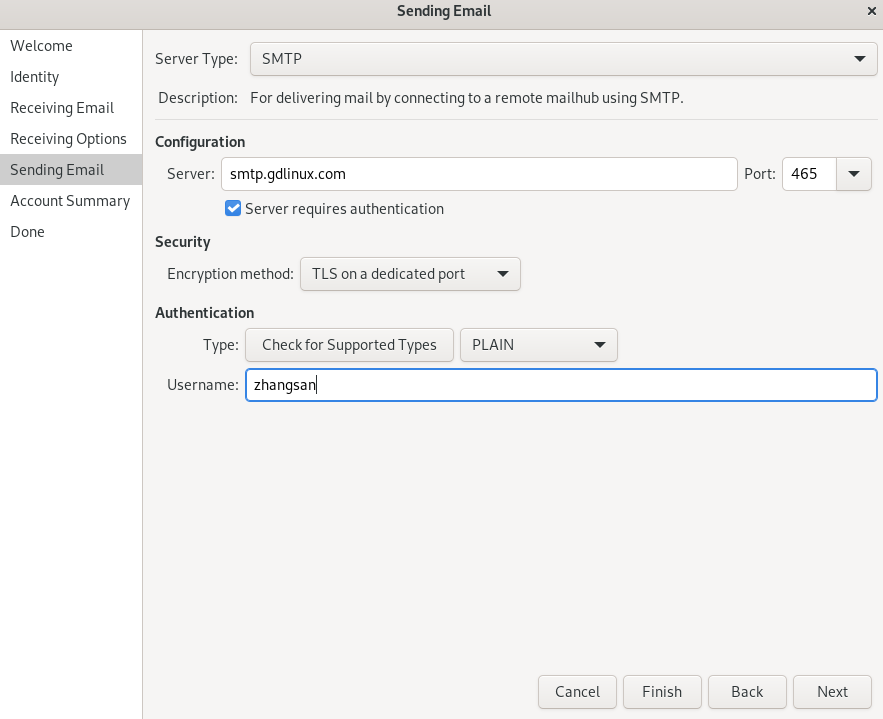 Sending Email
Welcome
Identity
Receiving Email
Receiving Options
Sending Email
Account Summary
Done
Server Type: SMTP
Description: For delivering mail by connecting to a remote mailhub using SMTP.
Configuration
Server: smtp.gdlinux.com Port: 465
Server requires authentication
Security
Encryption method: TLS on a dedicated port
Authentication
Type: Check for Supported Types PLAIN
Username: zhangsan
Cancel Finish Back Next